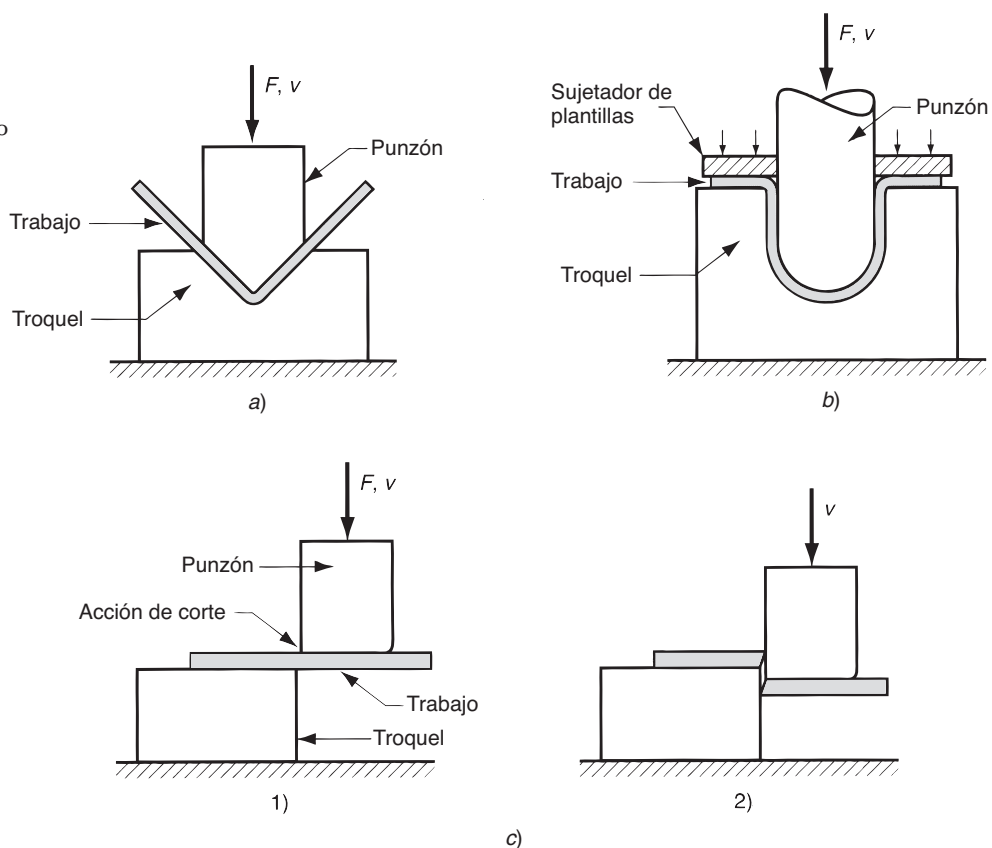 F, v
Punzón
Trabajo
Troquel
a)
F, v
Sujetador de
plantillas
Punzón
Trabajo
Troquel
b)
F, v
Punzón
Acción de corte
Trabajo
Troquel
1)
v
2)
c)